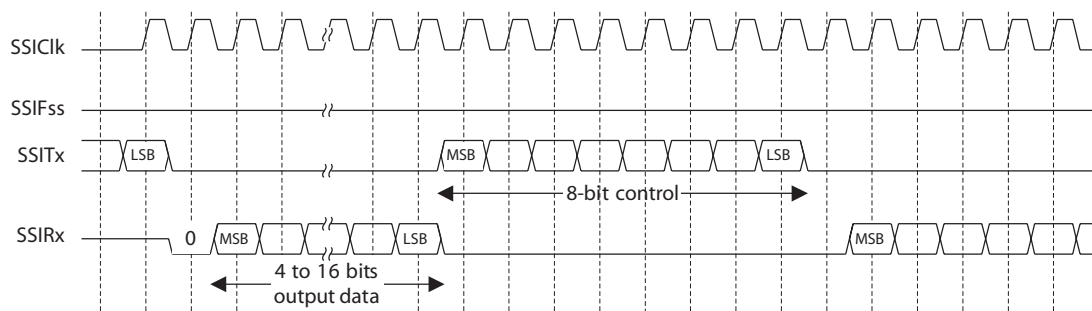 SSIClk
SSIFss
SSITx
LSB
MSB
LSB
8-bit control
SSIRx
0
MSB
LSB
MSB
4 to 16 bits
output data